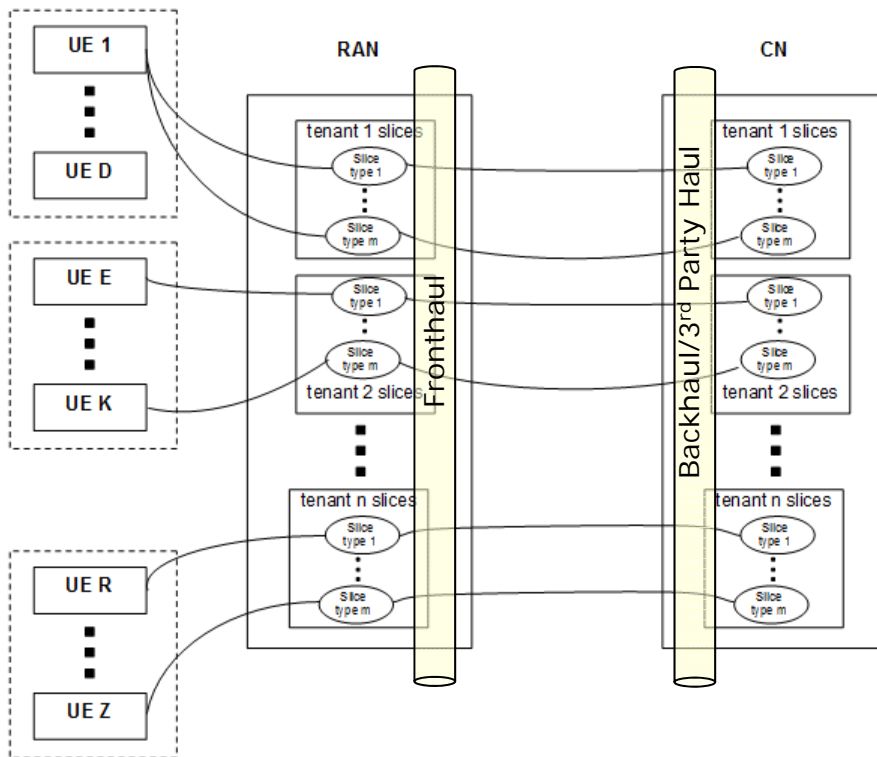 UE 1
UE D
UE E
UE K
UE R
UE Z
RAN
tenant 1 slices
Slice
type 1
Slice
type m
Slice
type 1
Slice
type m
tenant 2 slices
tenant n slices
Slice
type 1
Slice
type m
Fronthaul
Backhaul/3rd Party Haul
CN
tenant 1 slices
Slice
type 1
Slice
type m
Slice
type 1
Slice
type m
tenant 2 slices
tenant n slices
Slice
type 1
Slice
type m